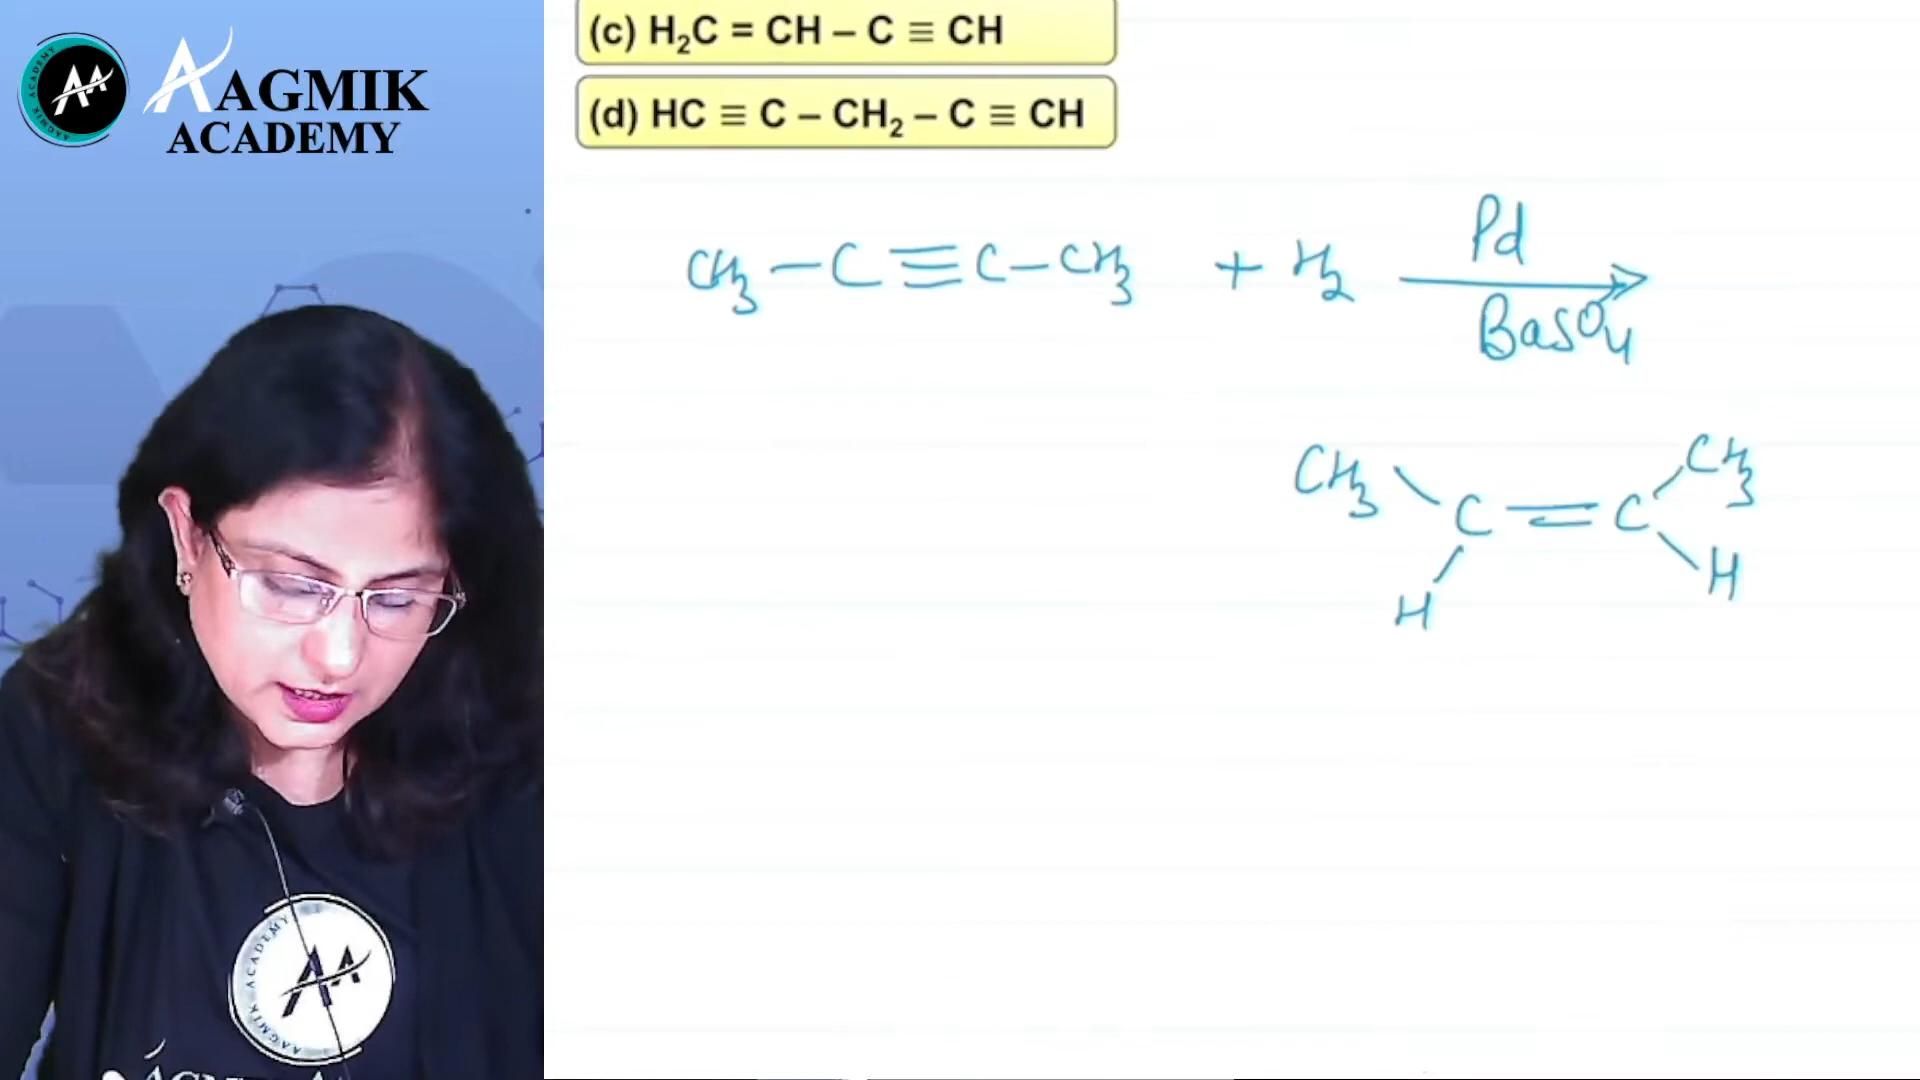 AAGMIK
ACADEMY
(c) H₂C = CH – C ≡ CH
(d) HC ≡ C – CH₂ – C ≡ CH
CH₃ — C ≡ C — CH₃ + H₂ Pd BaSO₄ →
CH₃ CH₃
C = C
H H